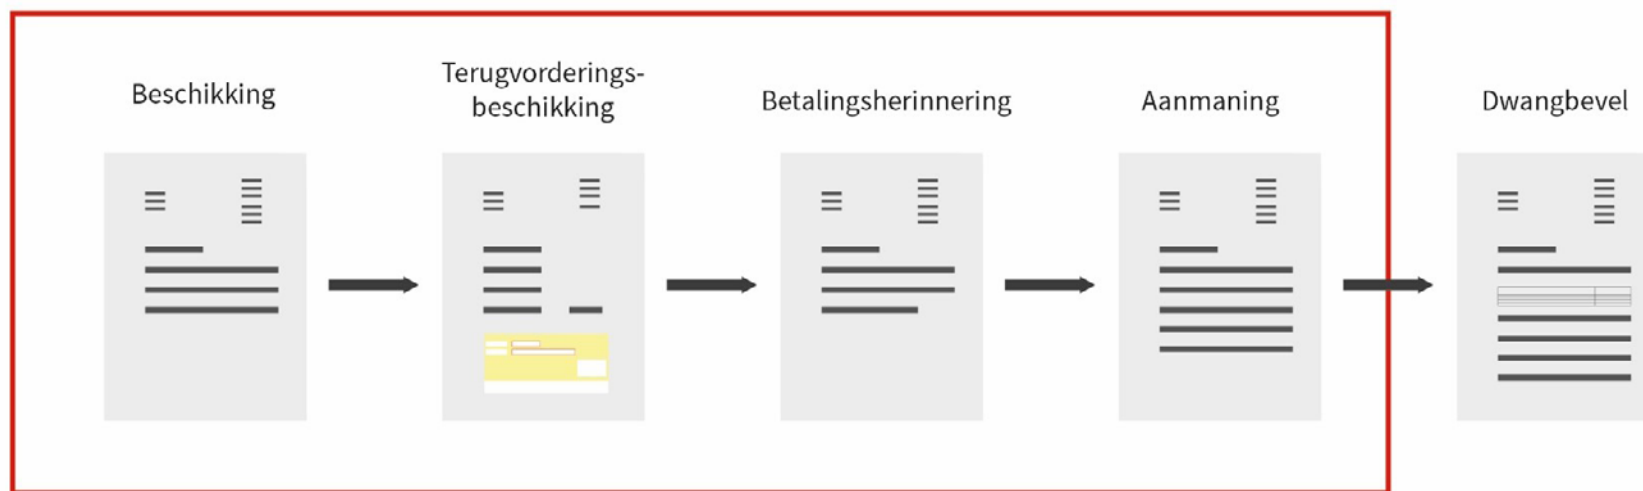 Beschikking
Terugvorderings-
beschikking
Betalingsherinnering
Aanmaning
Dwangbevel